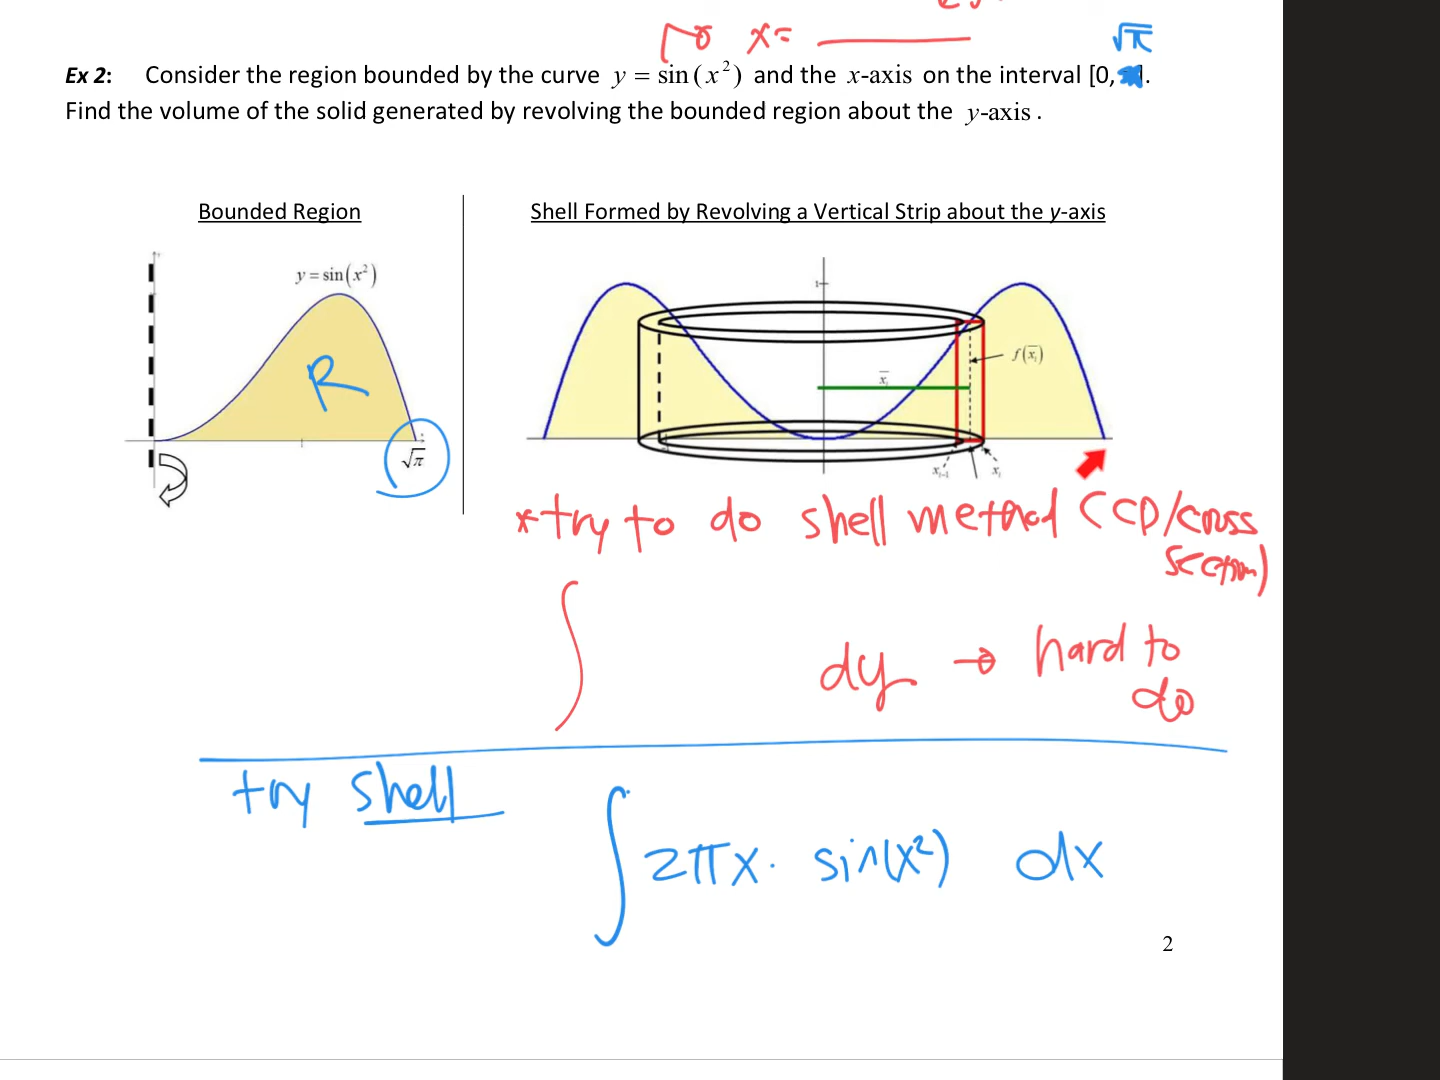 x =
√π
Ex 2: Consider the region bounded by the curve y = sin(x²) and the x-axis on the interval [0, ].
Find the volume of the solid generated by revolving the bounded region about the y-axis.
Bounded Region
Shell Formed by Revolving a Vertical Strip about the y-axis
y = sin(x²)
R
√π
1
f(x̄ᵢ)
x̄ᵢ
xᵢ₋₁
xᵢ
*try to do shell method (CD/cross
section)
∫ dy → hard to
do
try shell
∫ 2πx · sin(x²) dx
2